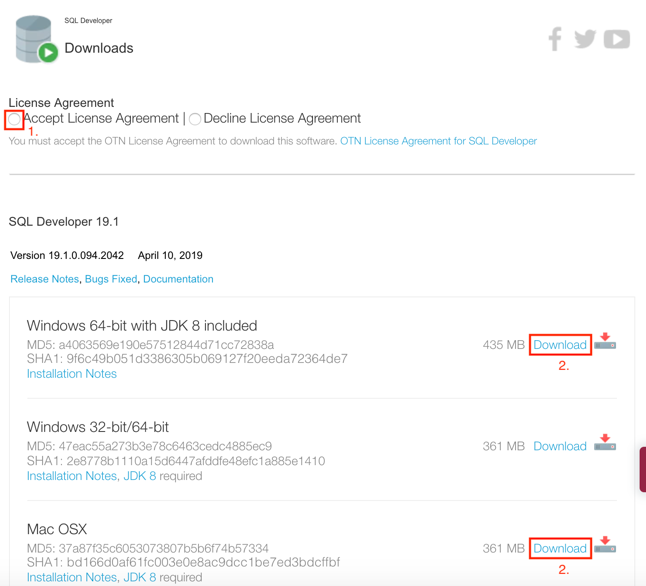 SQL Developer
Downloads
License Agreement
Accept License Agreement | Decline License Agreement
1.
You must accept the OTN License Agreement to download this software. OTN License Agreement for SQL Developer
SQL Developer 19.1
Version 19.1.0.094.2042 April 10, 2019
Release Notes, Bugs Fixed, Documentation
Windows 64-bit with JDK 8 included
MD5: a4063569e190e57512844d71cc72838a 435 MB Download
SHA1: 9f6c49b051d3386305b069127f20eeda72364de7
2.
Installation Notes
Windows 32-bit/64-bit
MD5: 47eac55a273b3e78c6463cedc4885ec9 361 MB Download
SHA1: 2e8778b1110a15d6447afddfe48efc1a885e1410
Installation Notes, JDK 8 required
Mac OSX
MD5: 37a87f35c6053073807b5b6f74b57334 361 MB Download
SHA1: bd166d0af61fc003e0e8ac9dcc1be7ed3bdcffbf
2.
Installation Notes, JDK 8 required